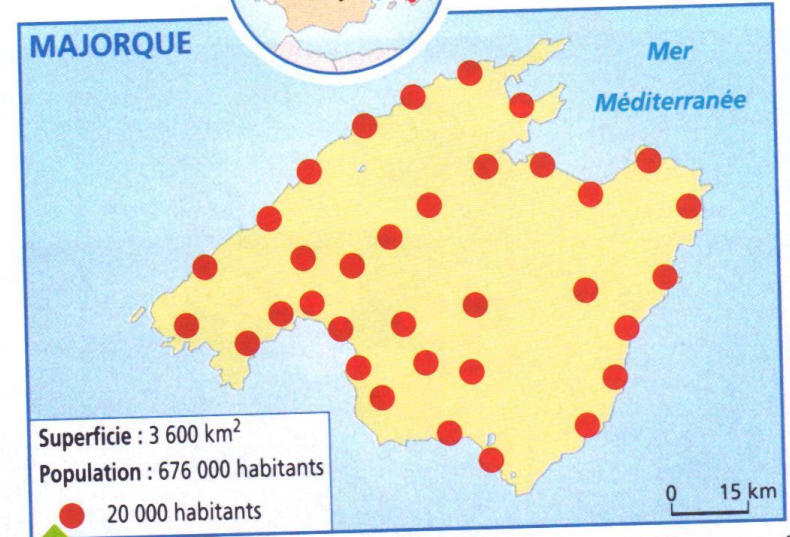 MAJORQUE
Mer
Méditerranée
Superficie : 3 600 km²
Population : 676 000 habitants
20 000 habitants
0 15 km